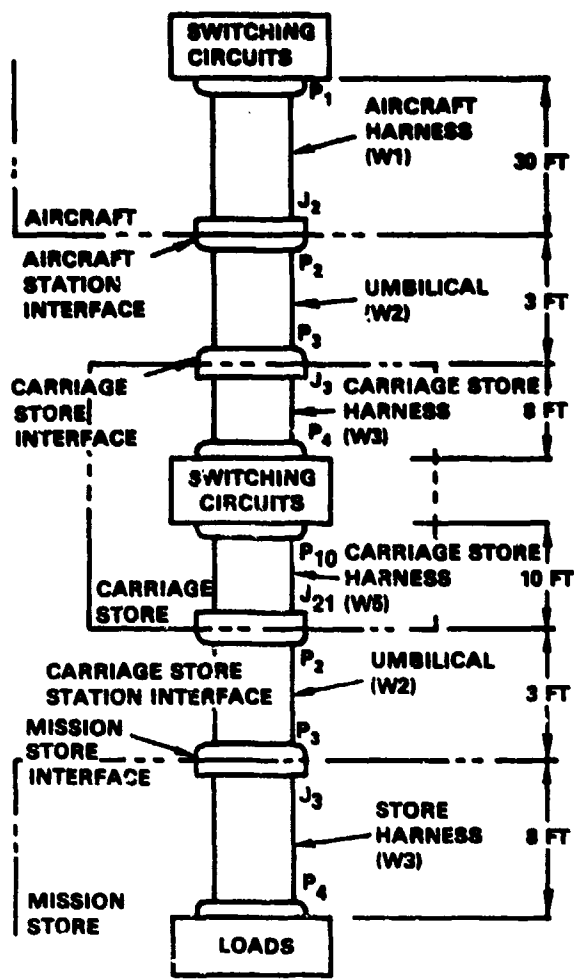 SWITCHING
CIRCUITS
P1
AIRCRAFT
HARNESS
(W1)
30 FT
J2
AIRCRAFT
AIRCRAFT
STATION
INTERFACE
P2
UMBILICAL
(W2)
3 FT
P3
CARRIAGE
STORE
INTERFACE
J3
CARRIAGE STORE
HARNESS
(W3)
8 FT
P4
SWITCHING
CIRCUITS
P10
CARRIAGE STORE
HARNESS
(W5)
10 FT
J21
CARRIAGE
STORE
P2
UMBILICAL
(W2)
3 FT
CARRIAGE STORE
STATION INTERFACE
P3
MISSION
STORE
INTERFACE
J3
STORE
HARNESS
(W3)
8 FT
P4
MISSION
STORE
LOADS